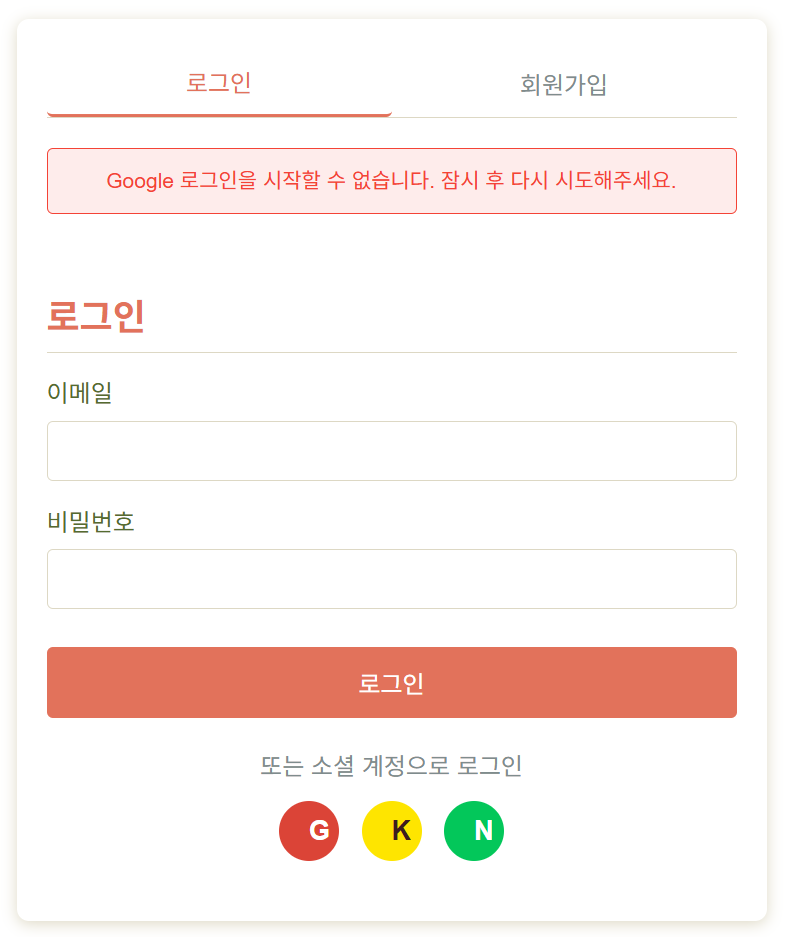 로그인
회원가입
Google 로그인을 시작할 수 없습니다. 잠시 후 다시 시도해주세요.
로그인
이메일
비밀번호
로그인
또는 소셜 계정으로 로그인
G K N